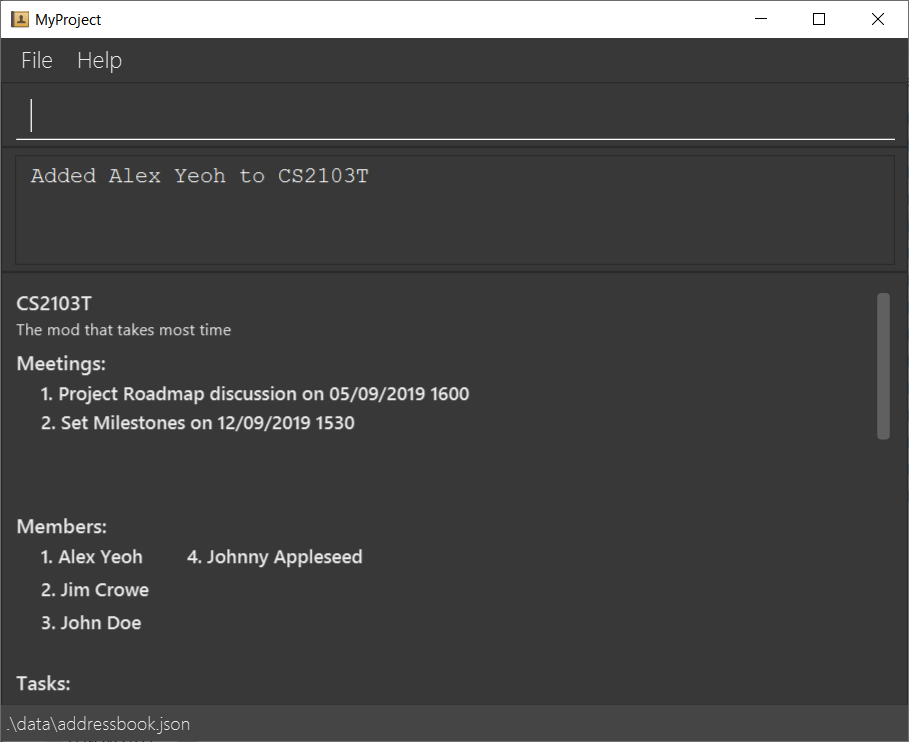 MyProject
File Help
Added Alex Yeoh to CS2103T
CS2103T
The mod that takes most time
Meetings:
1. Project Roadmap discussion on 05/09/2019 1600
2. Set Milestones on 12/09/2019 1530
Members:
1. Alex Yeoh 4. Johnny Appleseed
2. Jim Crowe
3. John Doe
Tasks:
.\data\addressbook.json